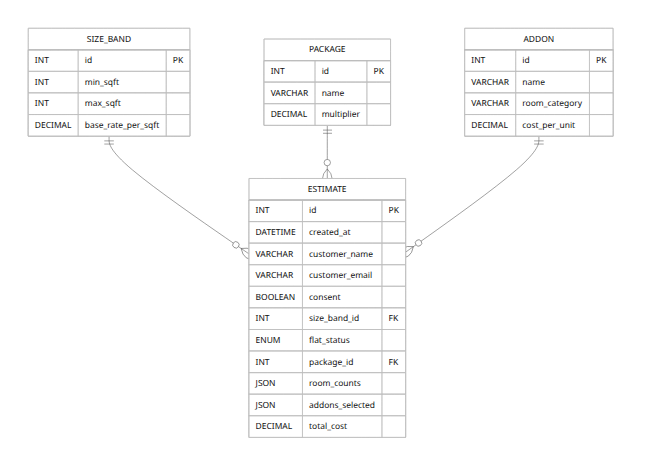 SIZE_BAND
INT id PK
INT min_sqft
INT max_sqft
DECIMAL base_rate_per_sqft
PACKAGE
INT id PK
VARCHAR name
DECIMAL multiplier
ADDON
INT id PK
VARCHAR name
VARCHAR room_category
DECIMAL cost_per_unit
ESTIMATE
INT id PK
DATETIME created_at
VARCHAR customer_name
VARCHAR customer_email
BOOLEAN consent
INT size_band_id FK
ENUM flat_status
INT package_id FK
JSON room_counts
JSON addons_selected
DECIMAL total_cost